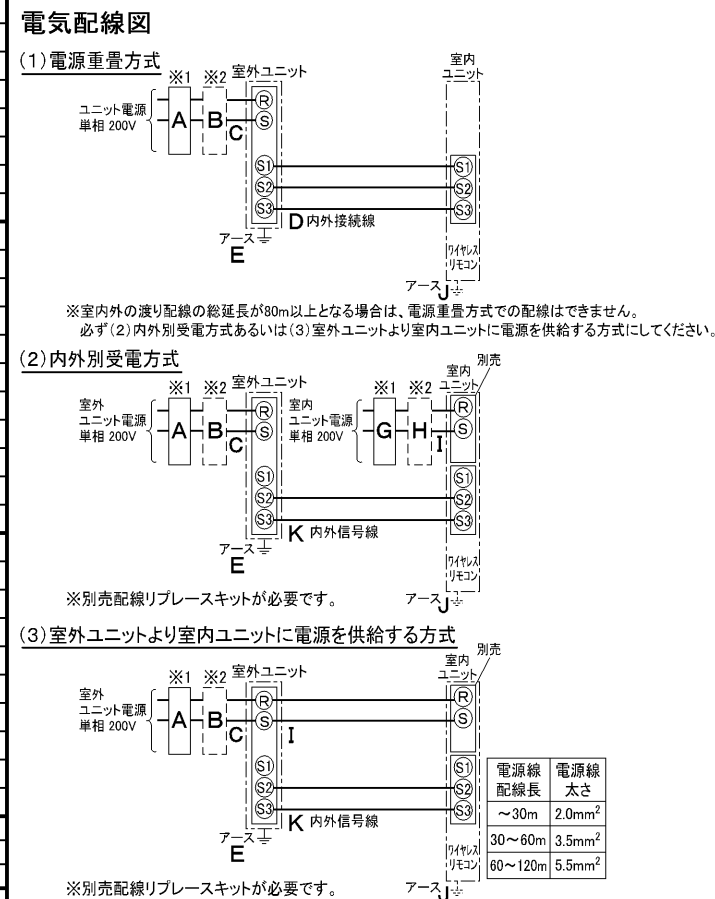 電気配線図
(1)電源重畳方式
※1 ※2 室外ユニット
室内
ユニット
ユニット電源
単相 200V
A B C
R
S
S1 S1
S2 S2
S3 S3
D 内外接続線
アース
E
ワイヤレス
リモコン
アース J
※室内外の渡り配線の総延長が80m以上となる場合は、電源重畳方式での配線はできません。
必ず(2)内外別受電方式あるいは(3)室外ユニットより室内ユニットに電源を供給する方式にしてください。
(2)内外別受電方式
別売
※1 ※2 室外ユニット
※1 ※2
室内
ユニット
室外
ユニット電源
単相 200V
A B C
R
S
室内
ユニット電源
単相 200V
G H I
R
S
S1 S1
S2 S2
S3 S3
K 内外信号線
アース
E
ワイヤレス
リモコン
※別売配線リプレースキットが必要です。
アース J
(3)室外ユニットより室内ユニットに電源を供給する方式
別売
※1 ※2 室外ユニット
室内
ユニット
室外
ユニット電源
単相 200V
A B C
R R
S S
I
S1 S1
S2 S2
S3 S3
K 内外信号線
アース
E
ワイヤレス
リモコン
※別売配線リプレースキットが必要です。
アース J
電源線 電源線
配線長 太さ
～30m 2.0mm²
30～60m 3.5mm²
60～120m 5.5mm²